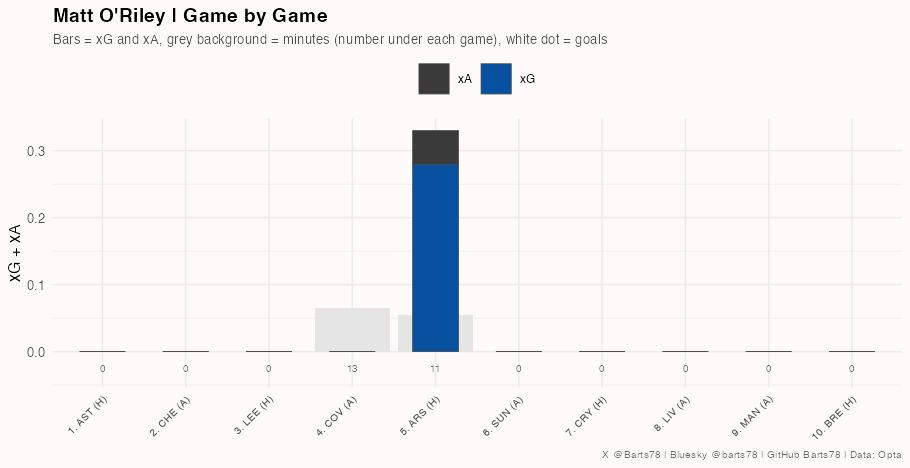 Matt O'Riley | Game by Game
Bars = xG and xA, grey background = minutes (number under each game), white dot = goals
xA xG
xG + xA
0.3
0.2
0.1
0.0
0 0 0 13 11 0 0 0 0 0
1. AST (H) 2. CHE (A) 3. LEE (H) 4. COV (A) 5. ARS (H) 6. SUN (A) 7. CRY (H) 8. LIV (A) 9. MAN (A) 10. BRE (H)
X @Barts78 | Bluesky @barts78 | GitHub Barts78 | Data: Opta